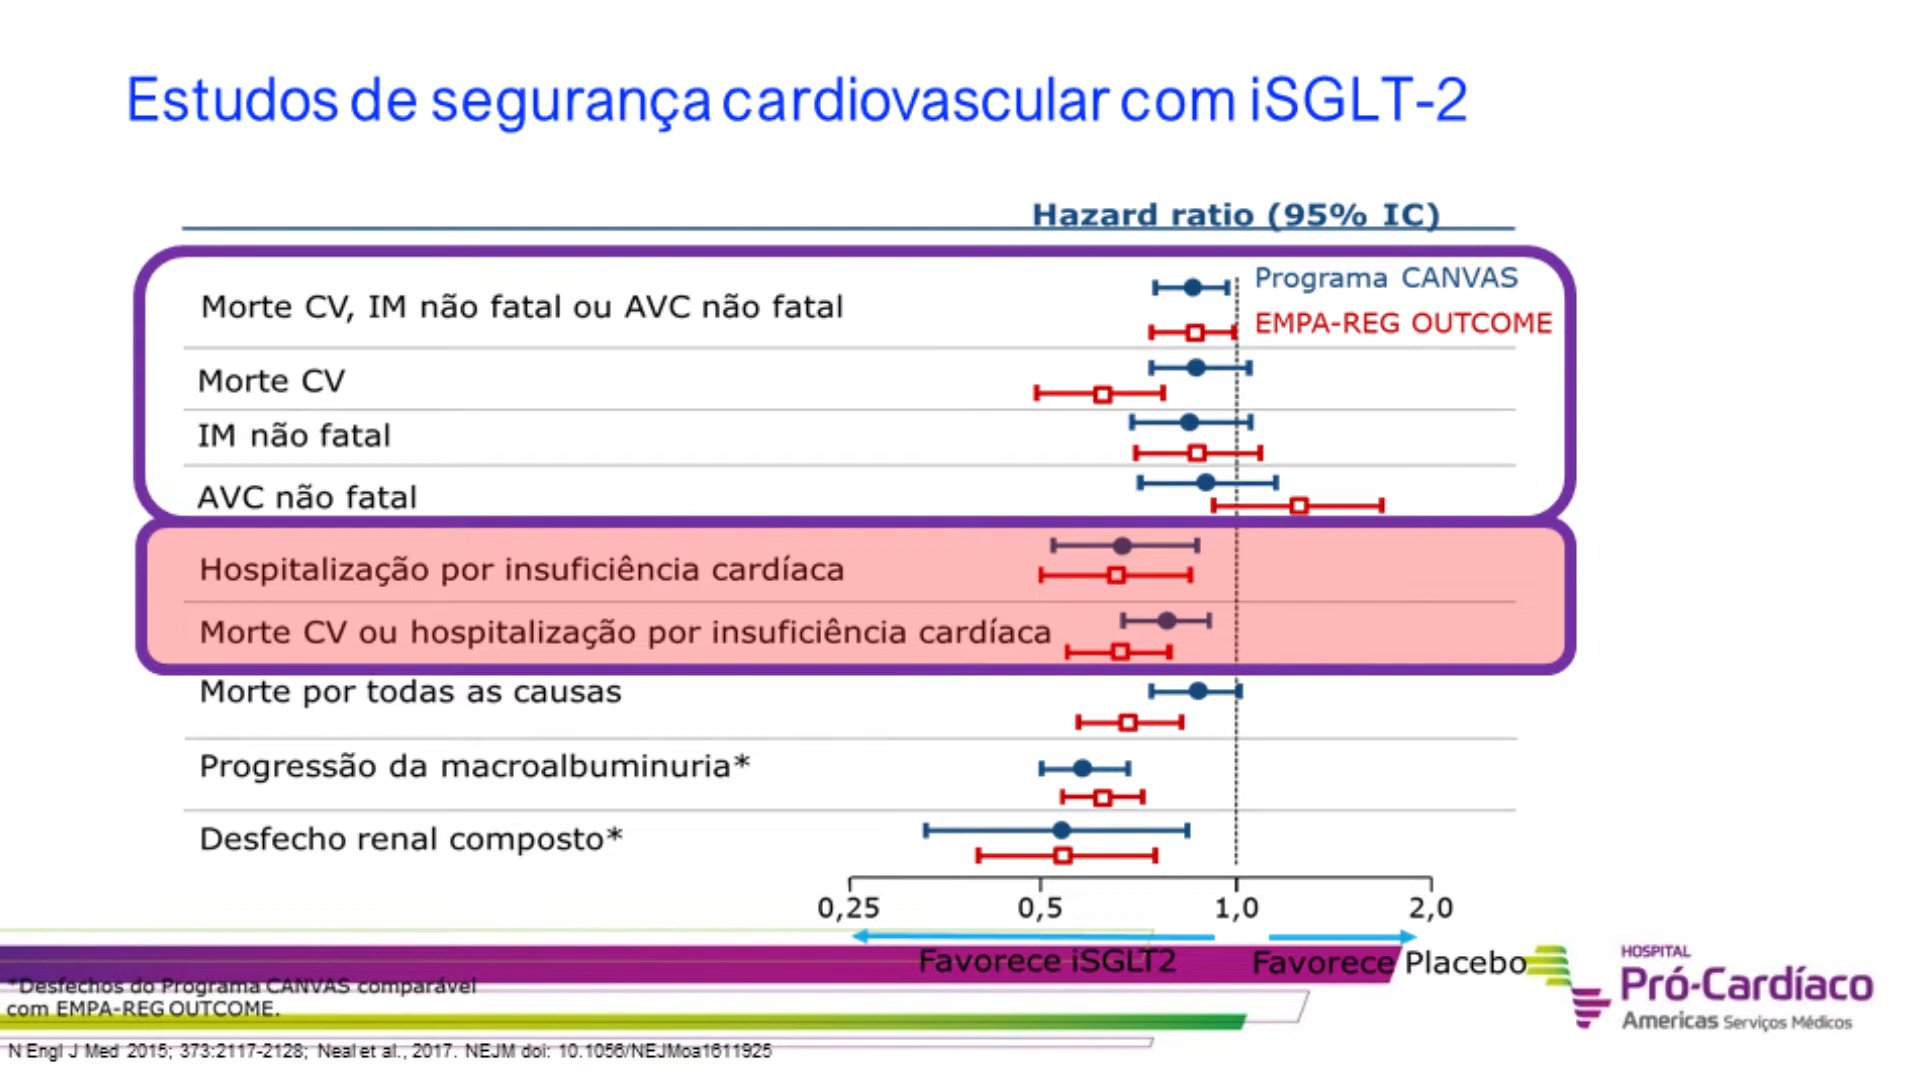 Estudos de segurança cardiovascular com iSGLT-2
Hazard ratio (95% IC)
Programa CANVAS
Morte CV, IM não fatal ou AVC não fatal
EMPA-REG OUTCOME
Morte CV
IM não fatal
AVC não fatal
Hospitalização por insuficiência cardíaca
Morte CV ou hospitalização por insuficiência cardíaca
Morte por todas as causas
Progressão da macroalbuminuria*
Desfecho renal composto*
0,25 0,5 1,0 2,0
Favorece iSGLT2 Favorece Placebo
*Desfechos do Programa CANVAS comparável
com EMPA-REG OUTCOME.
N Engl J Med 2015; 373:2117-2128; Neal et al., 2017. NEJM doi: 10.1056/NEJMoa1611925
HOSPITAL
Pró-Cardíaco
Americas Serviços Médicos